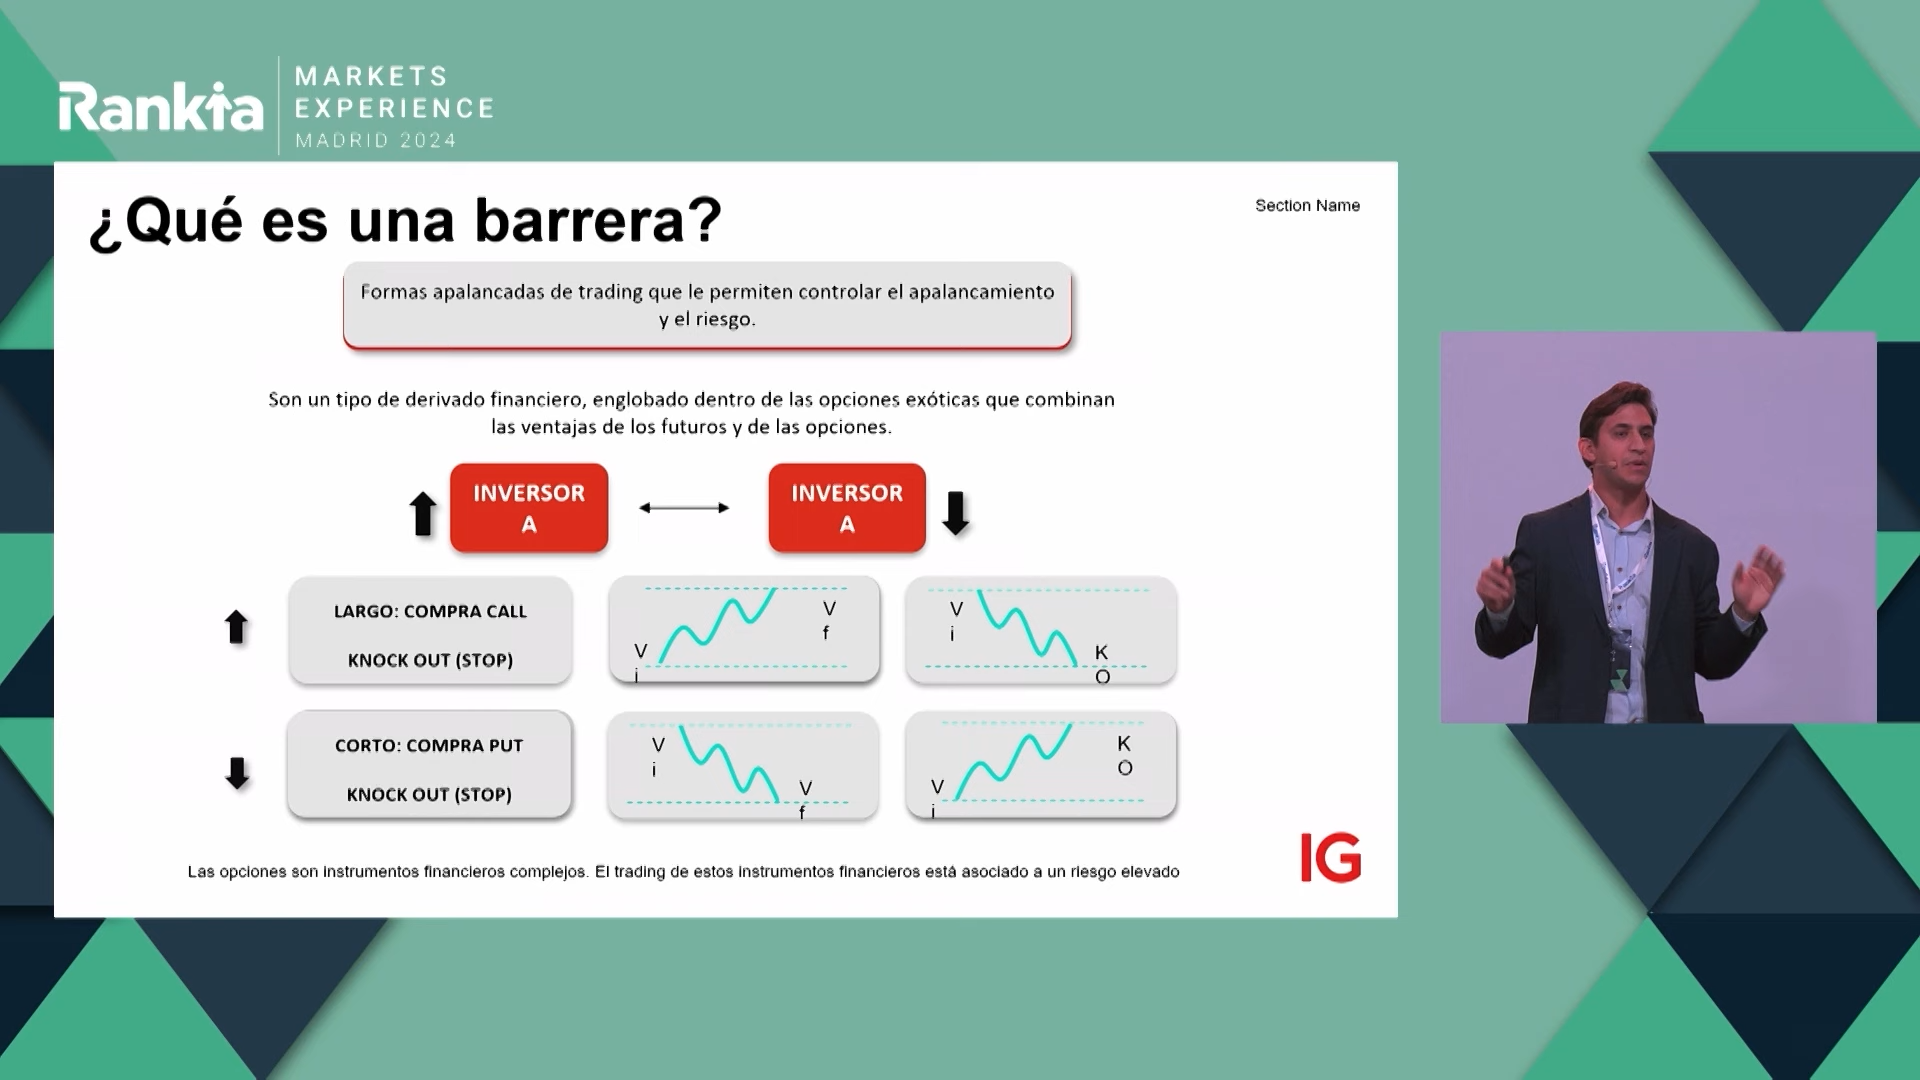 Rankia
MARKETS
EXPERIENCE
MADRID 2024
¿Qué es una barrera?
Section Name
Formas apalancadas de trading que le permiten controlar el apalancamiento
y el riesgo.
Son un tipo de derivado financiero, englobado dentro de las opciones exóticas que combinan
las ventajas de los futuros y de las opciones.
INVERSOR
A
INVERSOR
A
LARGO: COMPRA CALL
KNOCK OUT (STOP)
V
i
V
f
V
i
K
O
CORTO: COMPRA PUT
KNOCK OUT (STOP)
V
i
V
f
V
i
K
O
Las opciones son instrumentos financieros complejos. El trading de estos instrumentos financieros está asociado a un riesgo elevado
IG